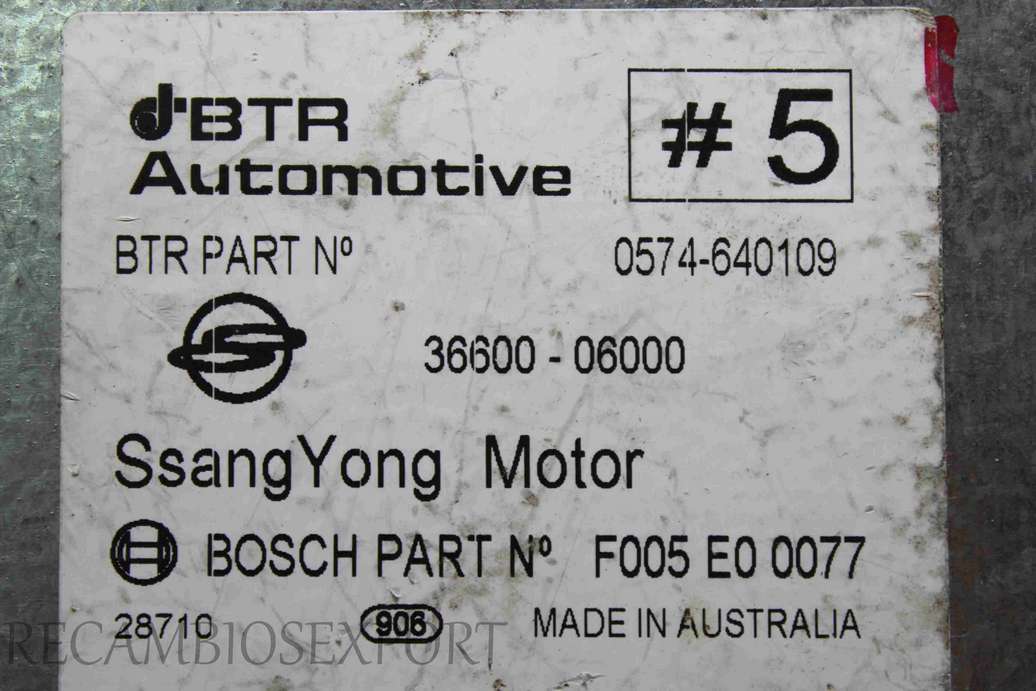 BTR
Automotive
# 5
BTR PART Nº 0574-640109
36600 - 06000
SsangYong Motor
BOSCH PART Nº F005 E0 0077
28710 906 MADE IN AUSTRALIA
RECAMBIOSEXPORT